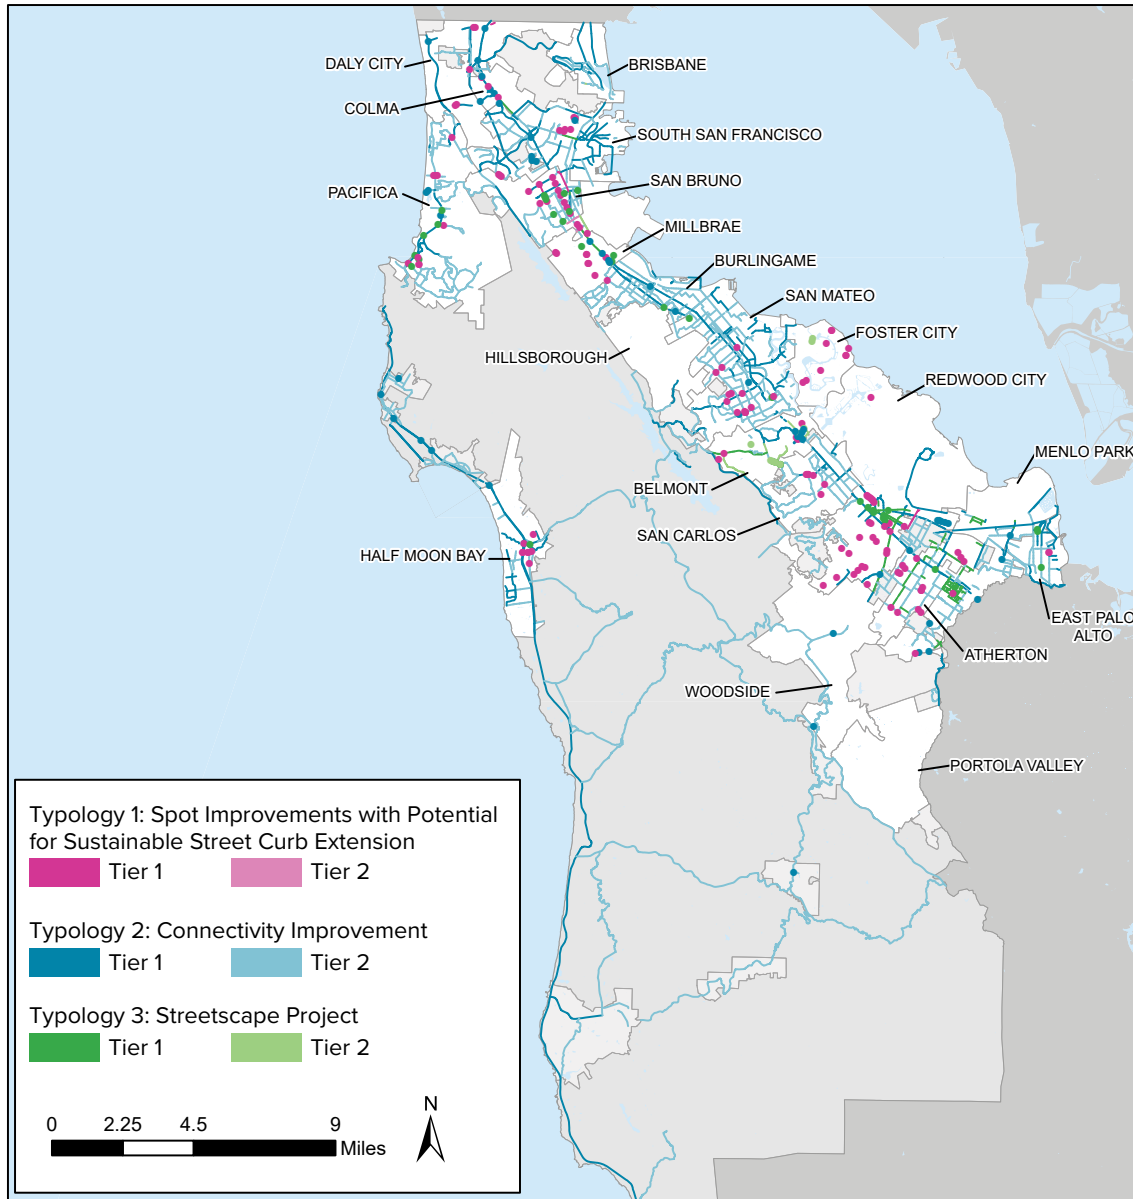 DALY CITY
BRISBANE
COLMA
SOUTH SAN FRANCISCO
SAN BRUNO
PACIFICA
MILLBRAE
BURLINGAME
SAN MATEO
FOSTER CITY
HILLSBOROUGH
REDWOOD CITY
MENLO PARK
BELMONT
SAN CARLOS
HALF MOON BAY
EAST PALO
ALTO
ATHERTON
WOODSIDE
PORTOLA VALLEY
Typology 1: Spot Improvements with Potential
for Sustainable Street Curb Extension
Tier 1 Tier 2
Typology 2: Connectivity Improvement
Tier 1 Tier 2
Typology 3: Streetscape Project
Tier 1 Tier 2
N
0 2.25 4.5 9
Miles